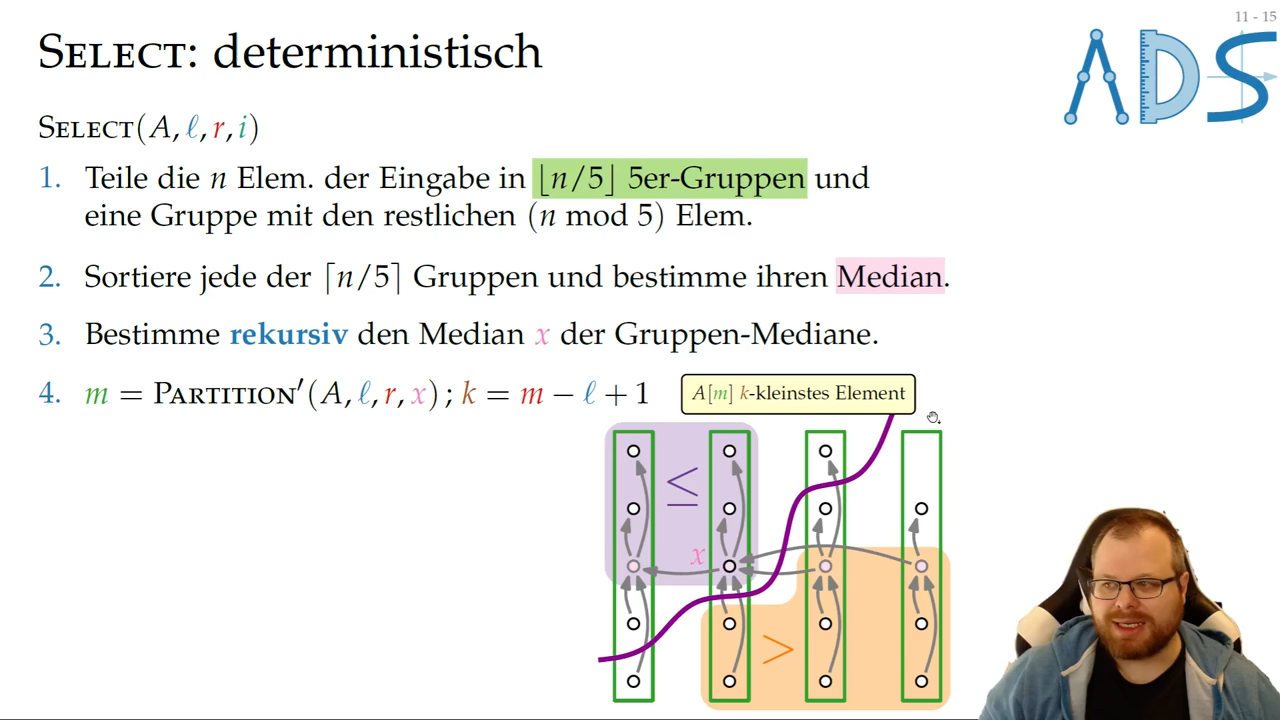 11 - 15
SELECT: deterministisch
ADS
SELECT(A, ℓ, r, i)
1. Teile die n Elem. der Eingabe in ⌊n/5⌋ 5er-Gruppen und
eine Gruppe mit den restlichen (n mod 5) Elem.
2. Sortiere jede der ⌈n/5⌉ Gruppen und bestimme ihren Median.
3. Bestimme rekursiv den Median x der Gruppen-Mediane.
4. m = PARTITION′(A, ℓ, r, x); k = m − ℓ + 1
A[m] k-kleinstes Element
≤
x
>